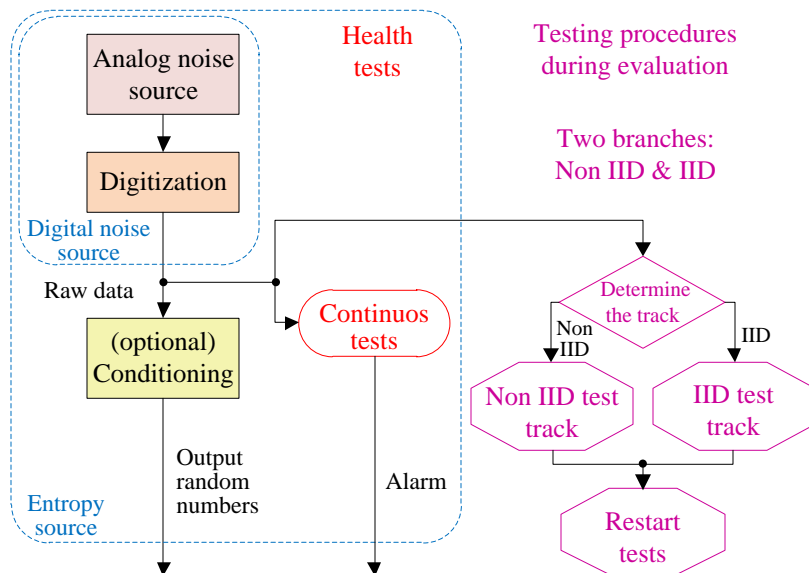 Analog noise
source
Health
tests
Testing procedures
during evaluation
Two branches:
Non IID & IID
Digitization
Digital noise
source
Raw data
Determine
the track
Continuos
tests
Non
IID
IID
(optional)
Conditioning
Non IID test
track
IID test
track
Output
random
numbers
Alarm
Entropy
source
Restart
tests